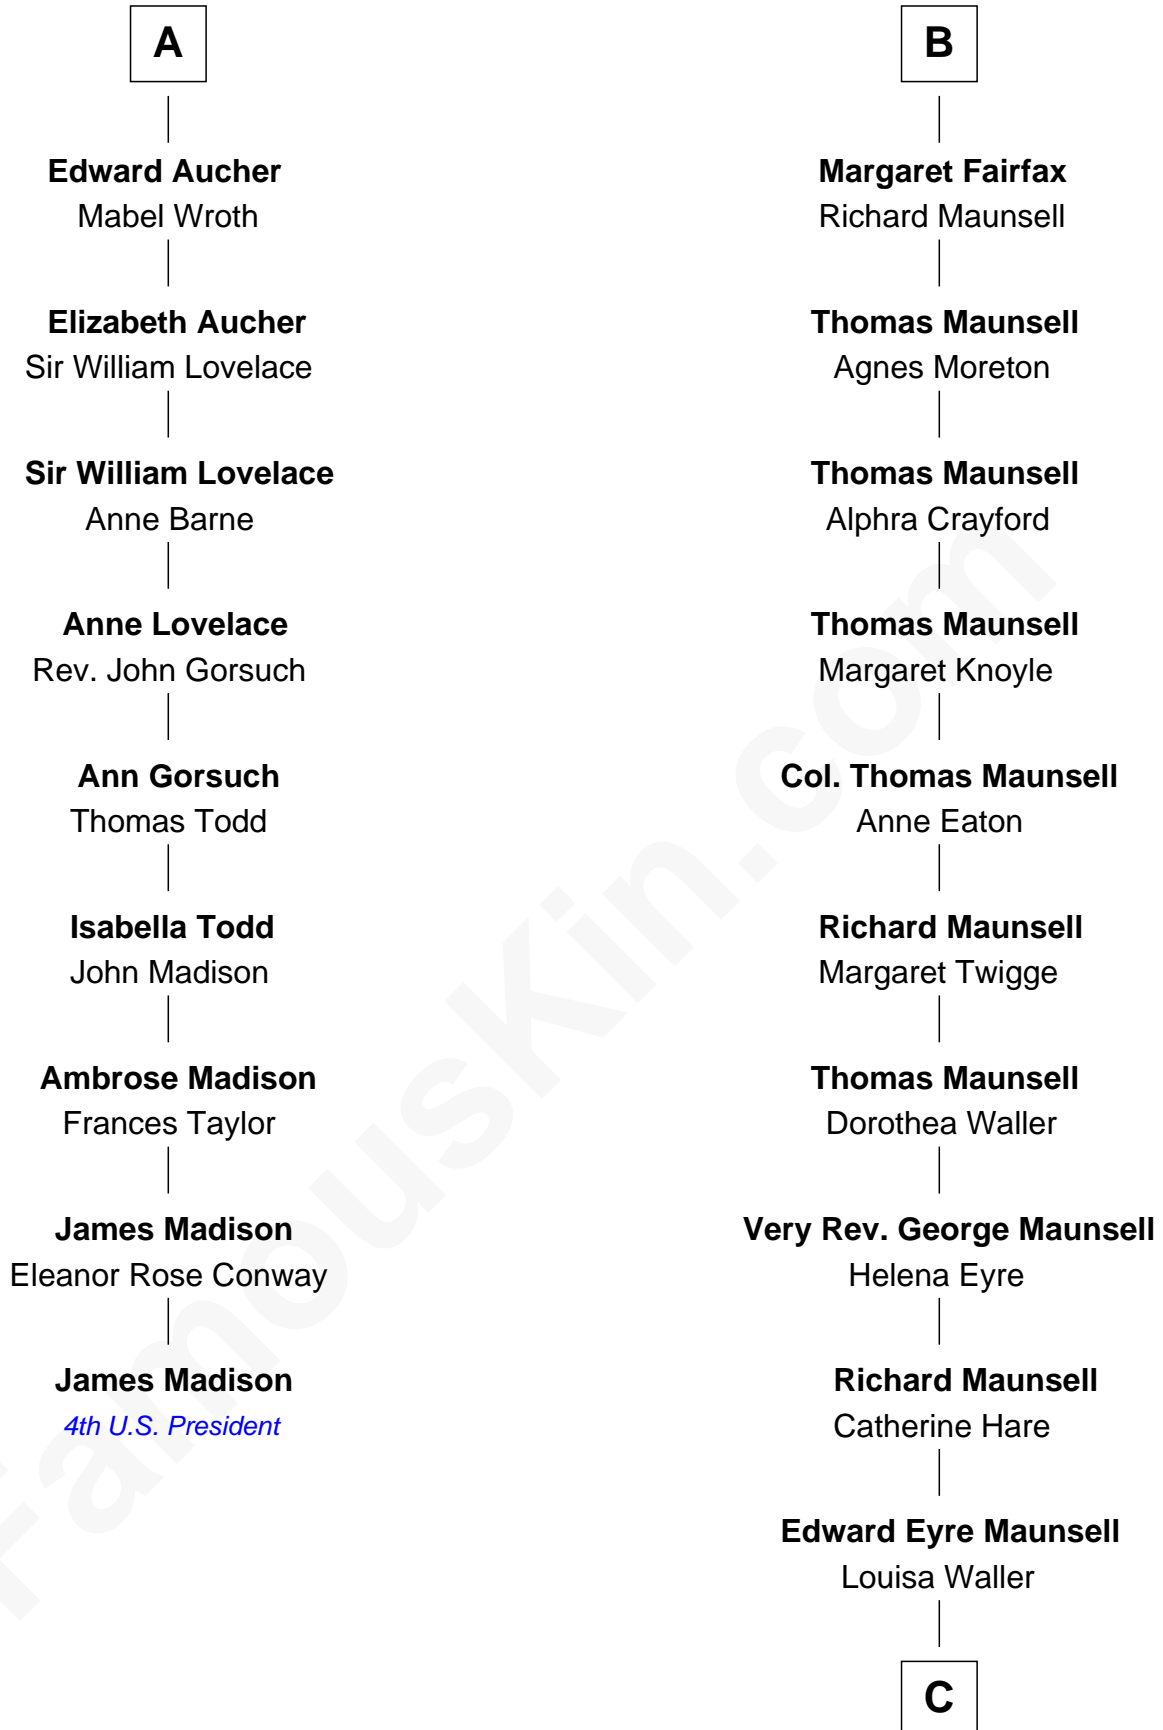 A
Edward Aucher
Mabel Wroth
Elizabeth Aucher
Sir William Lovelace
Sir William Lovelace
Anne Barne
Anne Lovelace
Rev. John Gorsuch
Ann Gorsuch
Thomas Todd
Isabella Todd
John Madison
Ambrose Madison
Frances Taylor
James Madison
Eleanor Rose Conway
James Madison
4th U.S. President
B
Margaret Fairfax
Richard Maunsell
Thomas Maunsell
Agnes Moreton
Thomas Maunsell
Alphra Crayford
Thomas Maunsell
Margaret Knoyle
Col. Thomas Maunsell
Anne Eaton
Richard Maunsell
Margaret Twigge
Thomas Maunsell
Dorothea Waller
Very Rev. George Maunsell
Helena Eyre
Richard Maunsell
Catherine Hare
Edward Eyre Maunsell
Louisa Waller
C
FamousKin.com